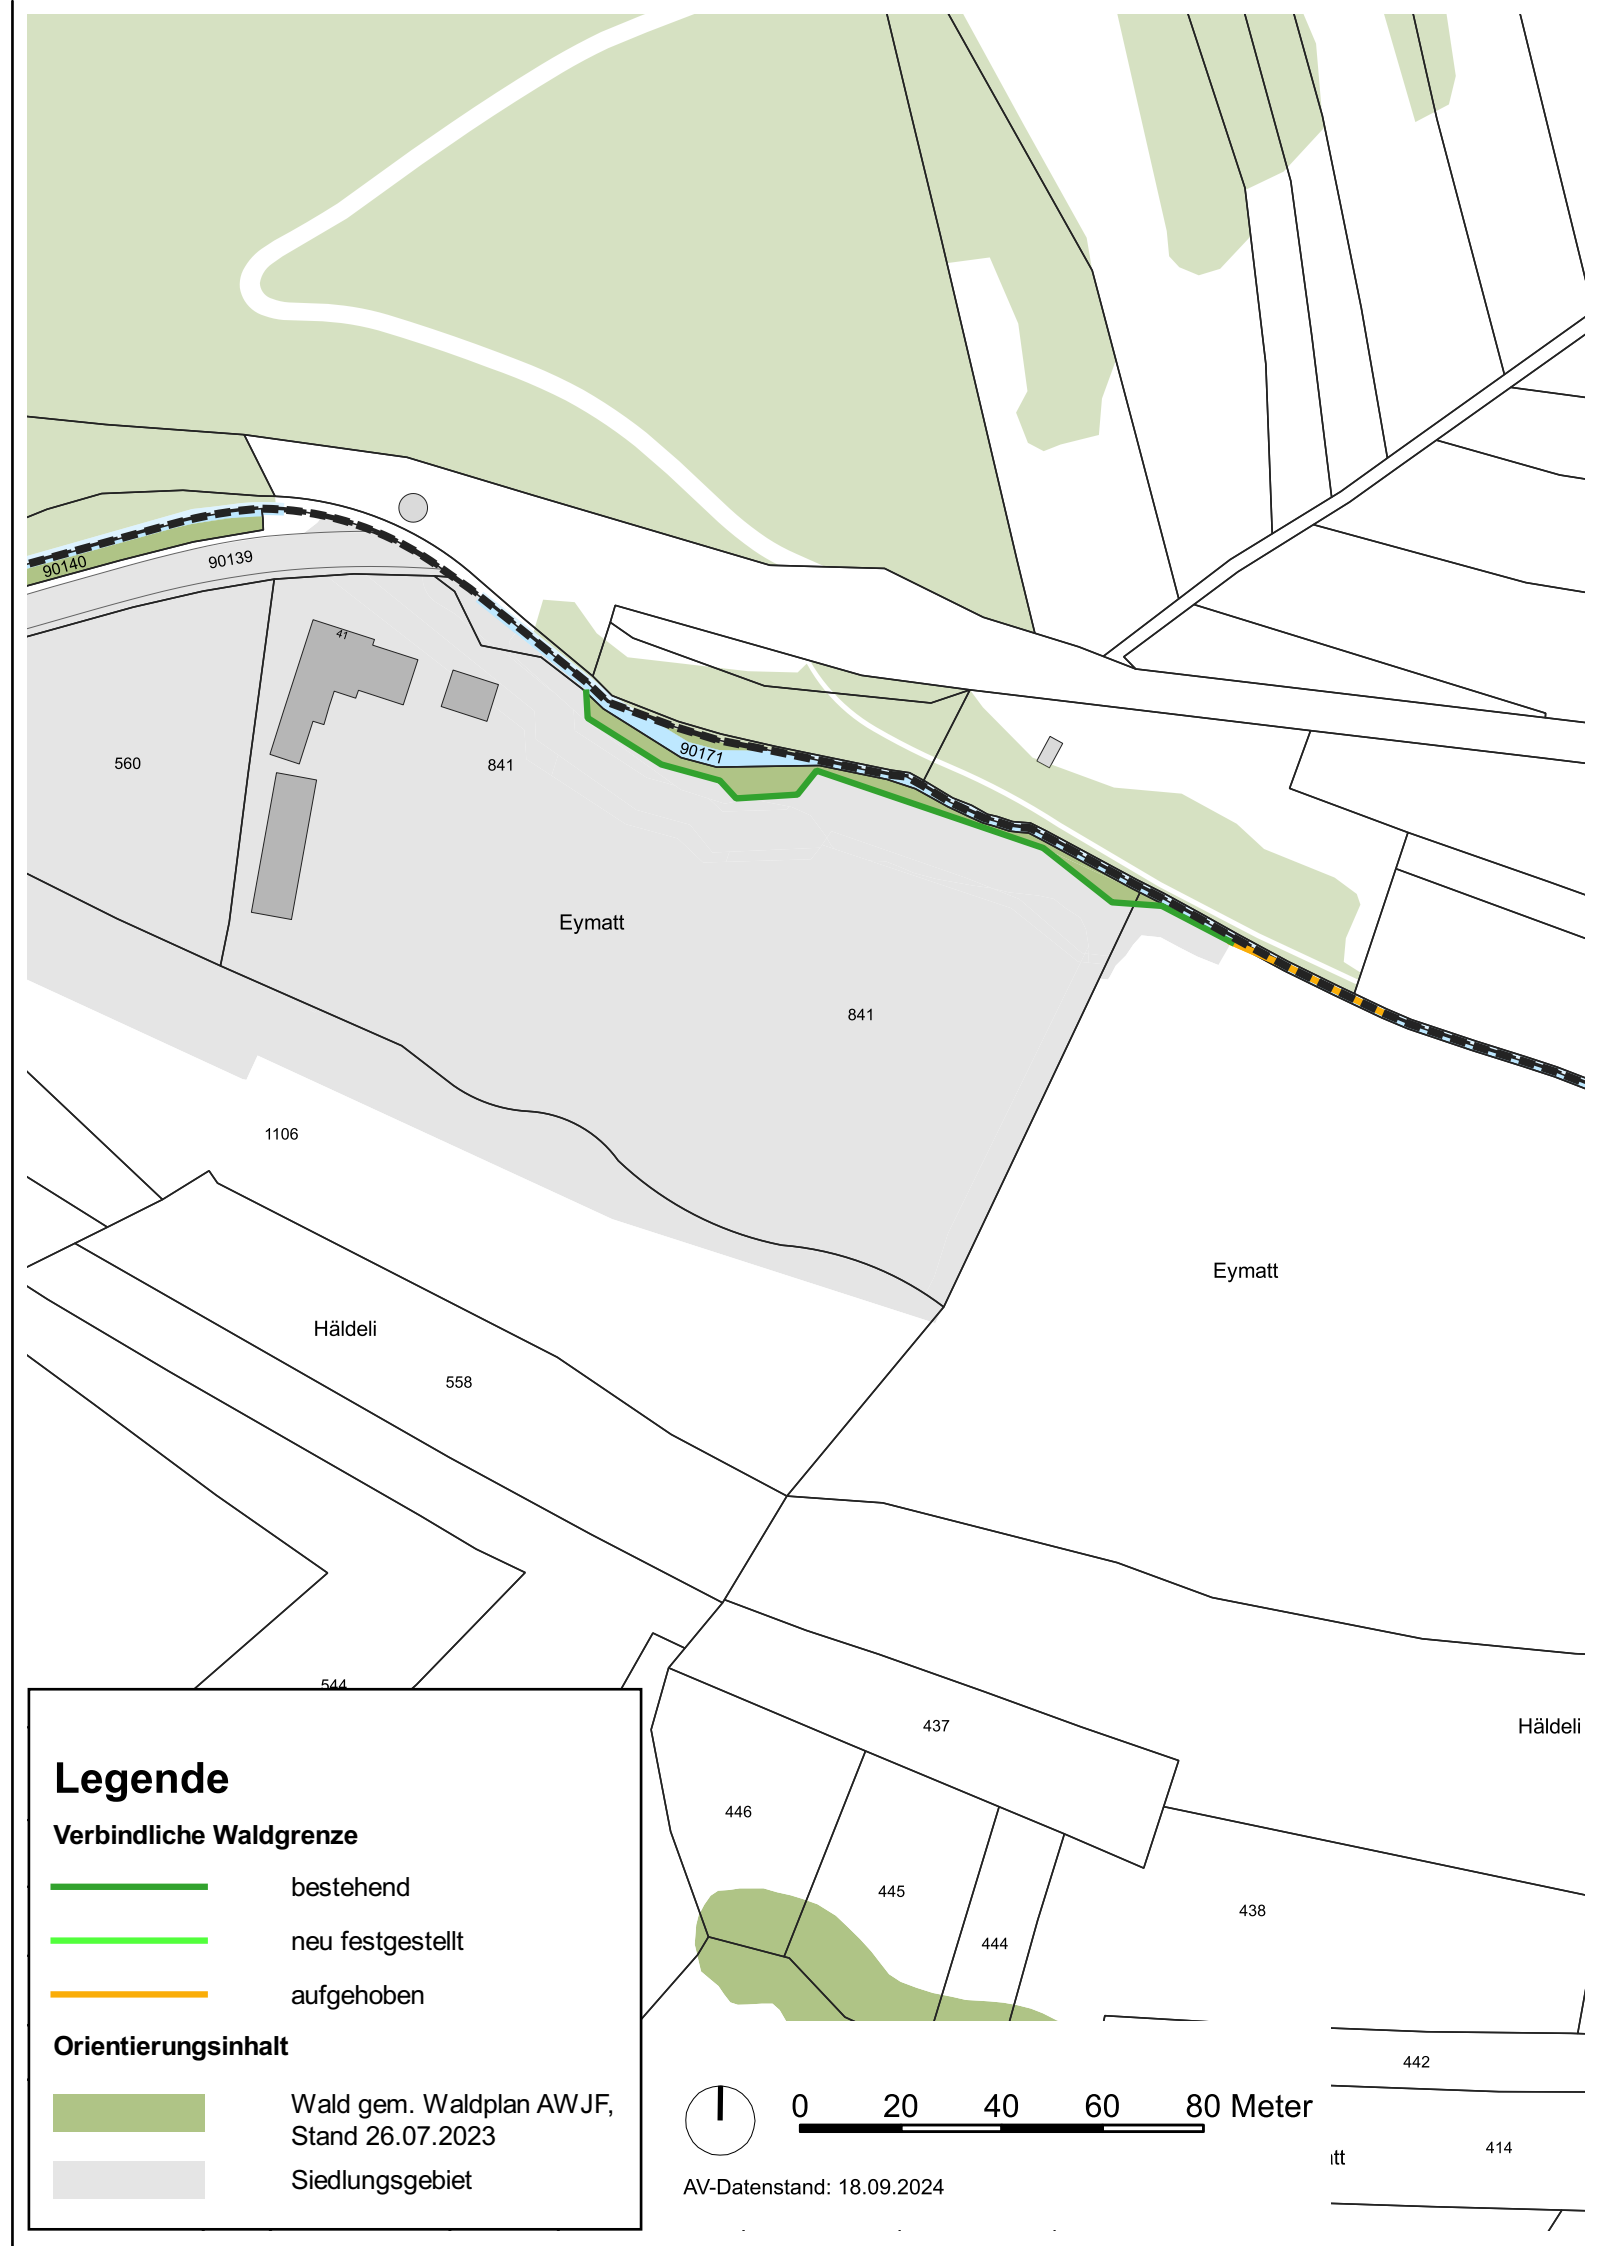 90140
90139
41
90171
560
841
Eymatt
841
1106
Eymatt
Häldeli
558
544
437
Häldeli
446
445
438
444
Legende
Verbindliche Waldgrenze
bestehend
neu festgestellt
aufgehoben
Orientierungsinhalt
Wald gem. Waldplan AWJF,
Stand 26.07.2023
Siedlungsgebiet
442
0 20 40 60 80 Meter
414
AV-Datenstand: 18.09.2024